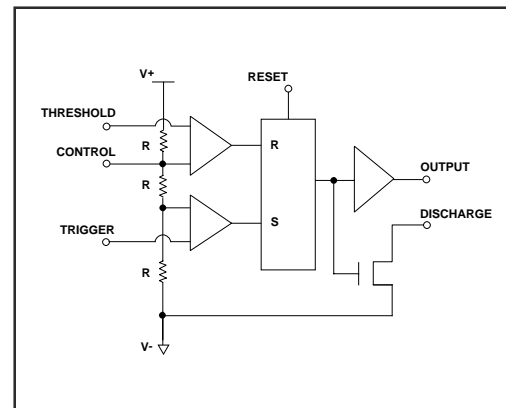 V+
RESET
THRESHOLD
R
CONTROL
R
R
OUTPUT
DISCHARGE
S
TRIGGER
R
V-